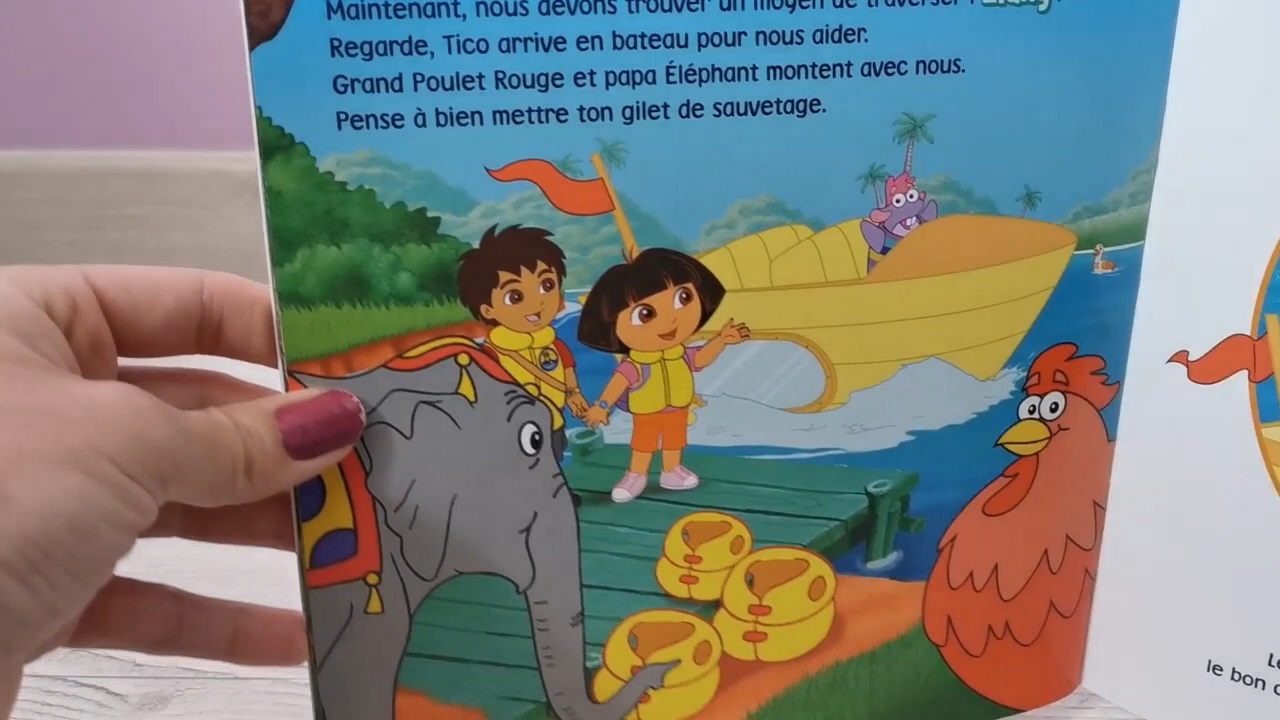 Maintenant, nous devons trouver un moyen de traverser
Regarde, Tico arrive en bateau pour nous aider.
Grand Poulet Rouge et papa Éléphant montent avec nous.
Pense à bien mettre ton gilet de sauvetage.
le bon